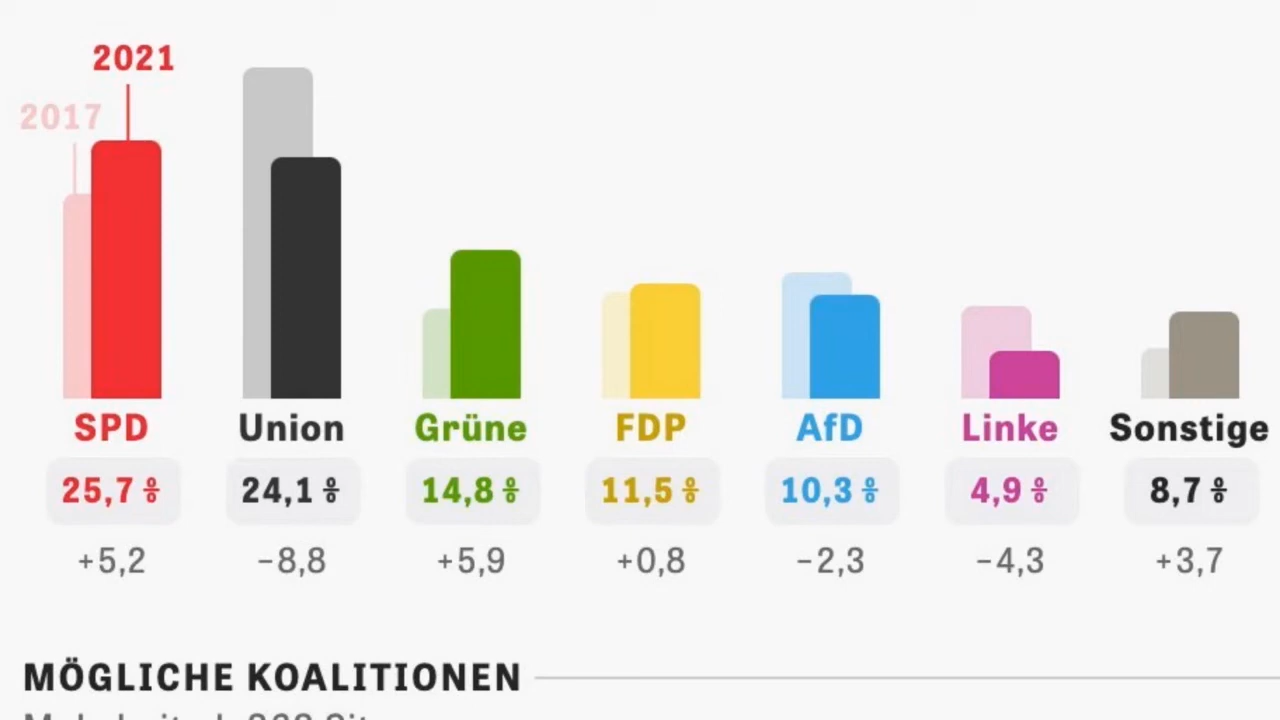 2021
2017
SPD Union Grüne FDP AfD Linke Sonstige
25,7 % 24,1 % 14,8 % 11,5 % 10,3 % 4,9 % 8,7 %
+5,2 −8,8 +5,9 +0,8 −2,3 −4,3 +3,7
MÖGLICHE KOALITIONEN